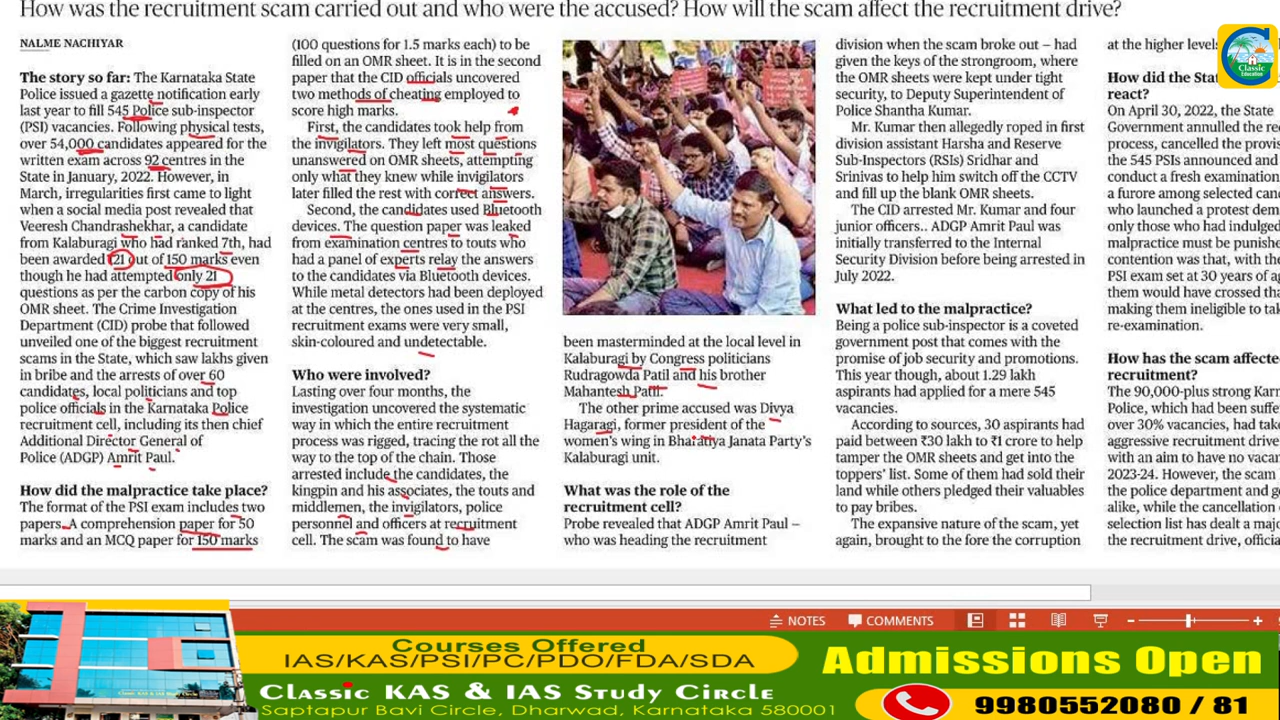 How was the recruitment scam carried out and who were the accused? How will the scam affect the recruitment drive?
NALME NACHIYAR
The story so far: The Karnataka State
Police issued a gazette notification early
last year to fill 545 Police sub-inspector
(PSI) vacancies. Following physical tests,
over 54,000 candidates appeared for the
written exam across 92 centres in the
State in January, 2022. However, in
March, irregularities first came to light
when a social media post revealed that
Veeresh Chandrashekhar, a candidate
from Kalaburagi who had ranked 7th, had
been awarded 121 out of 150 marks even
though he had attempted only 21
questions as per the carbon copy of his
OMR sheet. The Crime Investigation
Department (CID) probe that followed
unveiled one of the biggest recruitment
scams in the State, which saw lakhs given
in bribe and the arrests of over 60
candidates, local politicians and top
police officials in the Karnataka Police
recruitment cell, including its then chief
Additional Director General of
Police (ADGP) Amrit Paul.
How did the malpractice take place?
The format of the PSI exam includes two
papers. A comprehension paper for 50
marks and an MCQ paper for 150 marks
(100 questions for 1.5 marks each) to be
filled on an OMR sheet. It is in the second
paper that the CID officials uncovered
two methods of cheating employed to
score high marks.
First, the candidates took help from
the invigilators. They left most questions
unanswered on OMR sheets, attempting
only what they knew while invigilators
later filled the rest with correct answers.
Second, the candidates used Bluetooth
devices. The question paper was leaked
from examination centres to touts who
had a panel of experts relay the answers
to the candidates via Bluetooth devices.
While metal detectors had been deployed
at the centres, the ones used in the PSI
recruitment exams were very small,
skin-coloured and undetectable.
Who were involved?
Lasting over four months, the
investigation uncovered the systematic
way in which the entire recruitment
process was rigged, tracing the rot all the
way to the top of the chain. Those
arrested include the candidates, the
kingpin and his associates, the touts and
middlemen, the invigilators, police
personnel and officers at recruitment
cell. The scam was found to have
been masterminded at the local level in
Kalaburagi by Congress politicians
Rudragowda Patil and his brother
Mahantesh Patil.
The other prime accused was Divya
Hagaragi, former president of the
women's wing in Bharatiya Janata Party's
Kalaburagi unit.
What was the role of the
recruitment cell?
Probe revealed that ADGP Amrit Paul –
who was heading the recruitment
division when the scam broke out – had
given the keys of the strongroom, where
the OMR sheets were kept under tight
security, to Deputy Superintendent of
Police Shantha Kumar.
Mr. Kumar then allegedly roped in first
division assistant Harsha and Reserve
Sub-Inspectors (RSIs) Sridhar and
Srinivas to help him switch off the CCTV
and fill up the blank OMR sheets.
The CID arrested Mr. Kumar and four
junior officers.. ADGP Amrit Paul was
initially transferred to the Internal
Security Division before being arrested in
July 2022.
What led to the malpractice?
Being a police sub-inspector is a coveted
government post that comes with the
promise of job security and promotions.
This year though, about 1.29 lakh
aspirants had applied for a mere 545
vacancies.
According to sources, 30 aspirants had
paid between ₹30 lakh to ₹1 crore to help
tamper the OMR sheets and get into the
toppers' list. Some of them had sold their
land while others pledged their valuables
to pay bribes.
The expansive nature of the scam, yet
again, brought to the fore the corruption
at the higher levels
How did the Stat
react?
On April 30, 2022, the State
Government annulled the re
process, cancelled the provis
the 545 PSIs announced and
conduct a fresh examination
a furore among selected can
who launched a protest dem
only those who had indulged
malpractice must be punishe
contention was that, with the
PSI exam set at 30 years of a
them would have crossed tha
making them ineligible to tak
re-examination.
How has the scam affecte
recruitment?
The 90,000-plus strong Karn
Police, which had been suffe
over 30% vacancies, had take
aggressive recruitment drive
with an aim to have no vacan
2023-24. However, the scam
the police department and g
alike, while the cancellation
selection list has dealt a majo
the recruitment drive, officia
Classic
Education
NOTES COMMENTS
Courses Offered
IAS/KAS/PSI/PC/PDO/FDA/SDA
Classic KAS & IAS Study Circle
Saptapur Bavi Circle, Dharwad, Karnataka 580001
Admissions Open
9980552080 / 81